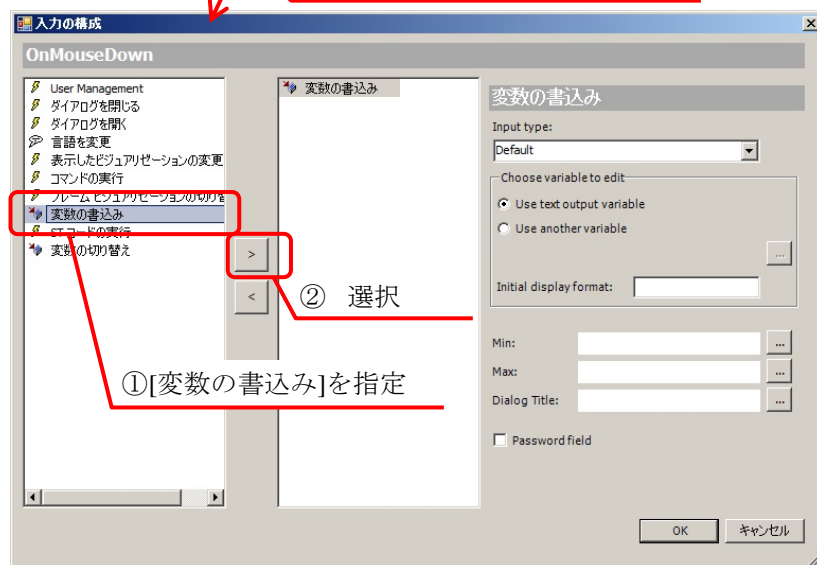 入力の構成
OnMouseDown
User Management
ダイアログを閉じる
ダイアログを開く
言語を変更
表示したビジュアリゼーションの変更
コマンドの実行
フレーム ビジュアリゼーションの切り替
変数の書込み
ST コードの実行
変数の切り替え
>
<
変数の書込み
変数の書込み
Input type:
Default
Choose variable to edit
Use text output variable
Use another variable
...
Initial display format:
Min:
...
Max:
...
Dialog Title:
...
Password field
② 選択
①[変数の書込み]を指定
OK
キャンセル